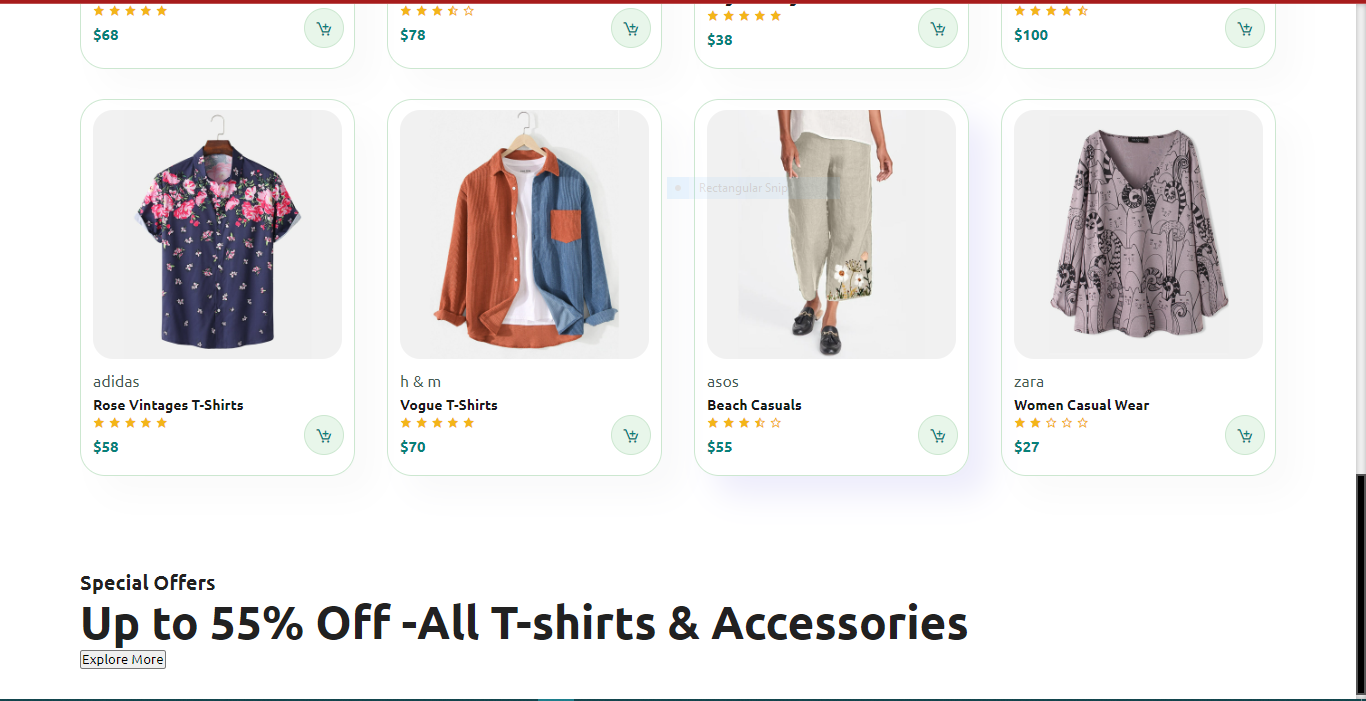 $68
$78
$38
$100
Rectangular Snip
adidas
Rose Vintages T-Shirts
$58
h & m
Vogue T-Shirts
$70
asos
Beach Casuals
$55
zara
Women Casual Wear
$27
Special Offers
Up to 55% Off -All T-shirts & Accessories
Explore More